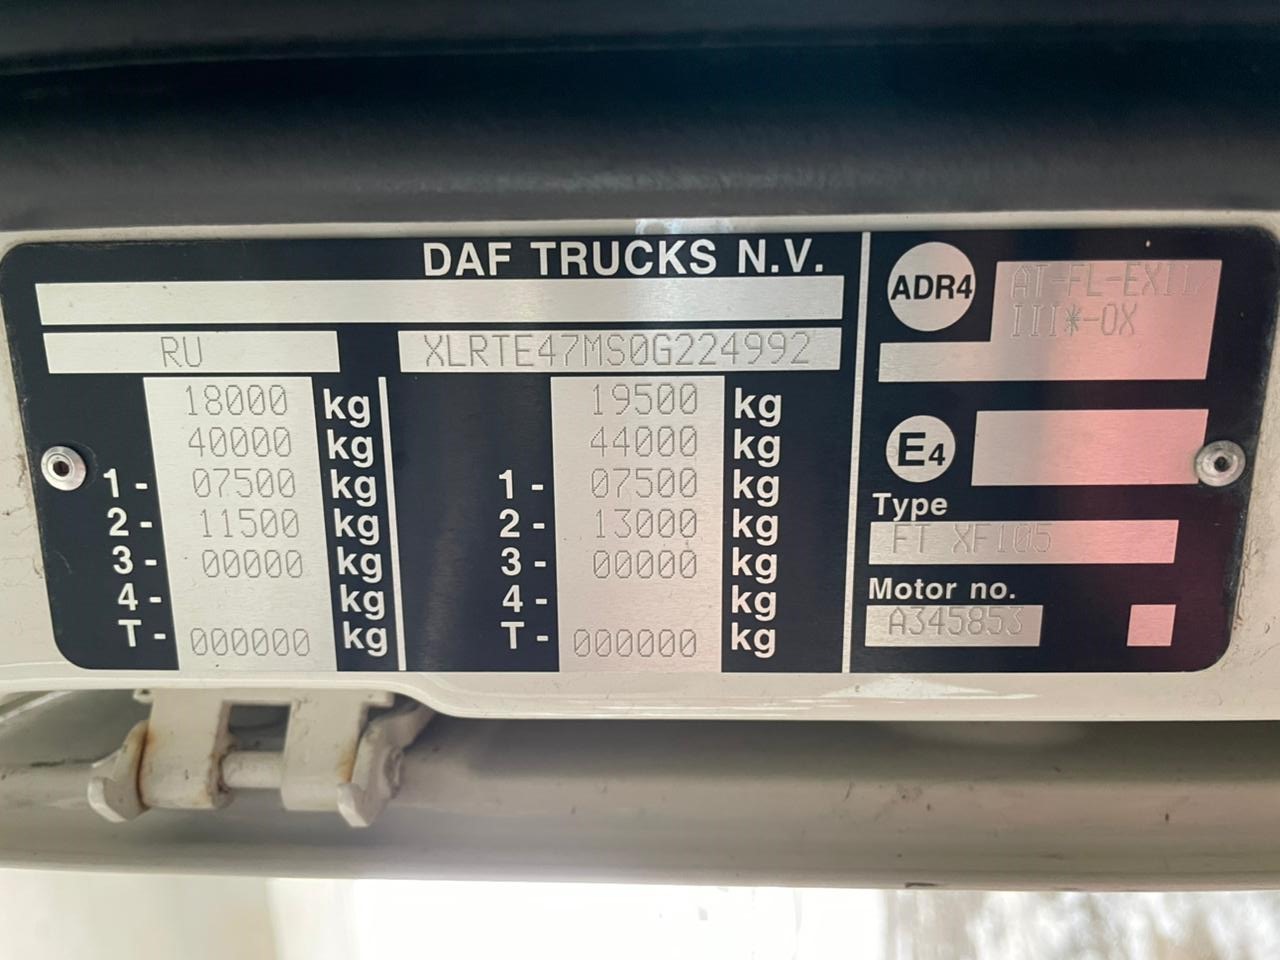 DAF TRUCKS N.V.
RU XLRTE47MS0G224992
18000 kg 19500 kg
40000 kg 44000 kg
1- 07500 kg 1- 07500 kg
2- 11500 kg 2- 13000 kg
3- 00000 kg 3- 00000 kg
4- kg 4- kg
T- 000000 kg T- 000000 kg
ADR4 AT-FL-EXII
III*-OX
E4
Type
FT XF105
Motor no.
A345853